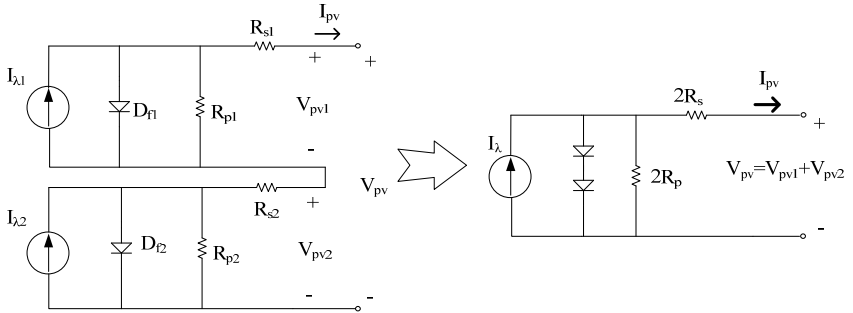 I_λ1
D_f1
R_p1
R_s1
I_pv
+
+
V_pv1
-
I_λ2
D_f2
R_p2
R_s2
+
V_pv2
-
-
V_pv
I_λ
2R_p
2R_s
I_pv
+
V_pv=V_pv1+V_pv2
-